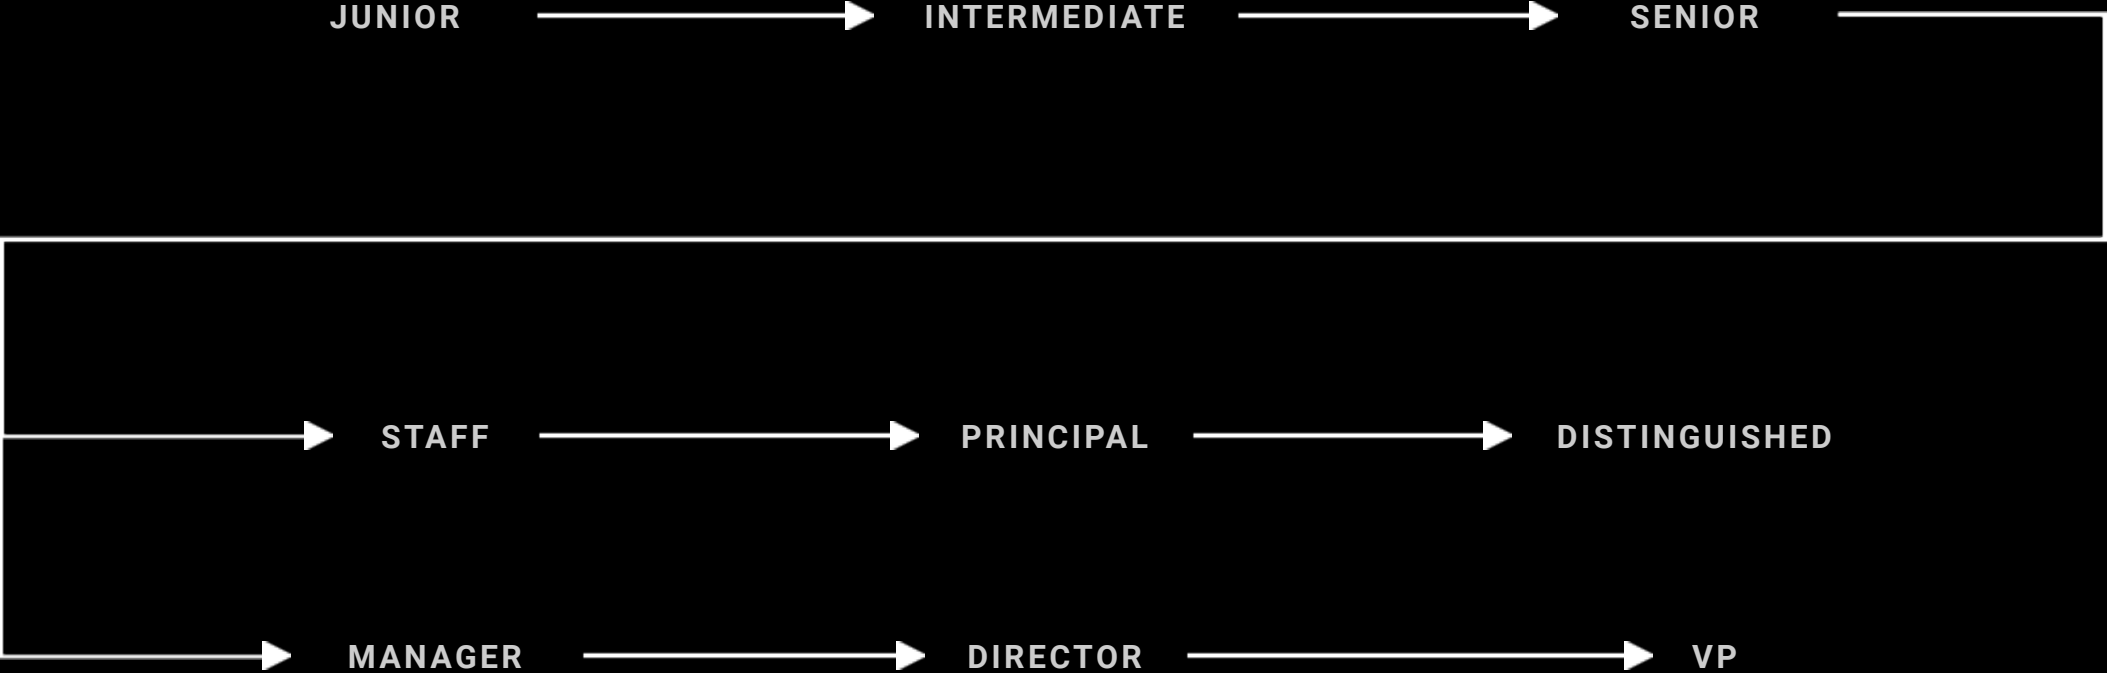 JUNIOR INTERMEDIATE SENIOR
STAFF PRINCIPAL DISTINGUISHED
MANAGER DIRECTOR VP